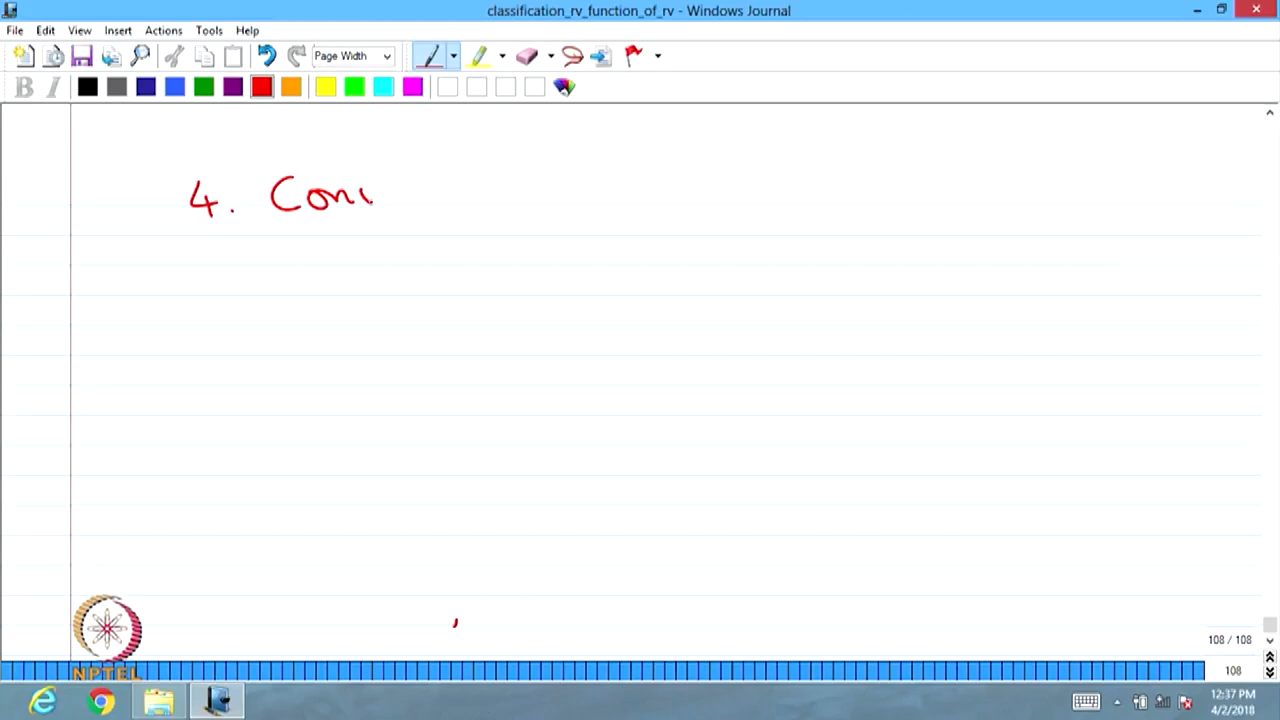 classification_rv_function_of_rv - Windows Journal
File Edit View Insert Actions Tools Help
Page Width
B I
4. Con
108 / 108
NPTEL
108
12:37 PM
4/2/2018